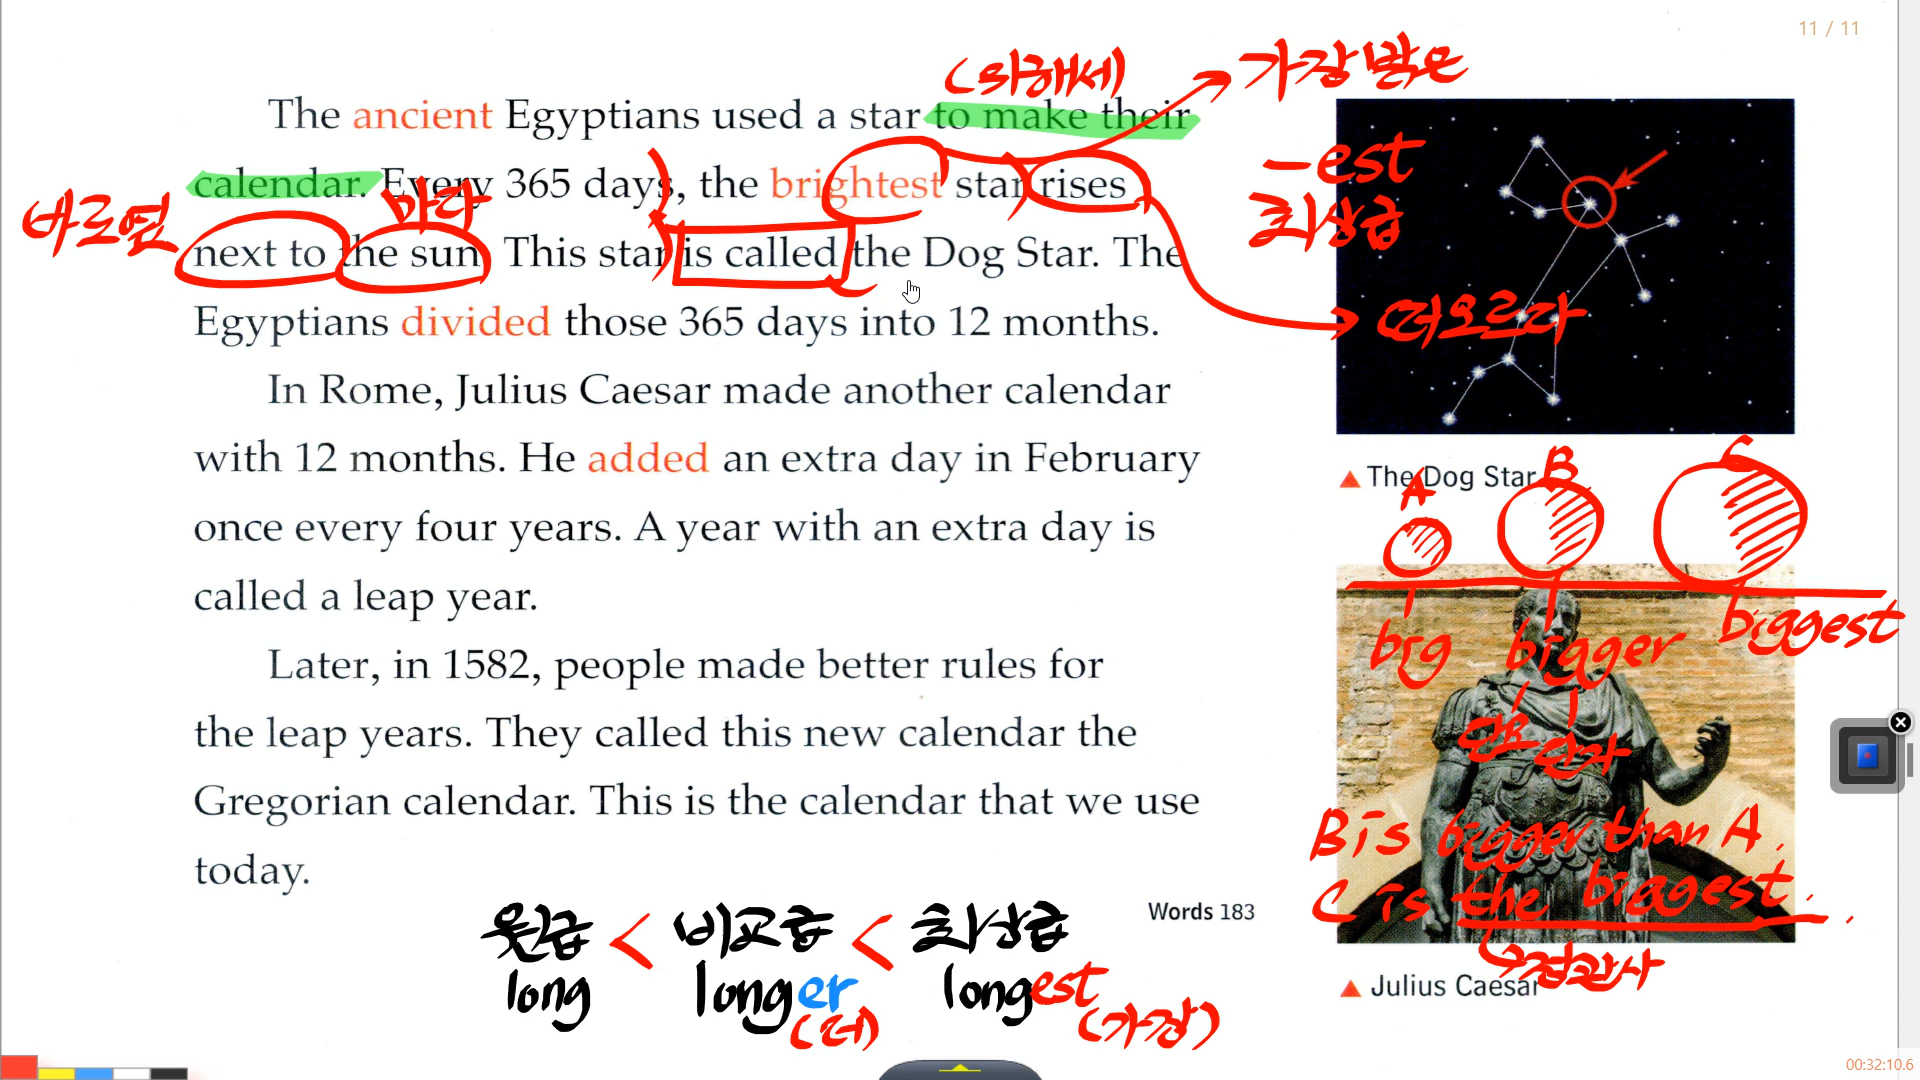 11 / 11
(위해서)
가장 밝은
The ancient Egyptians used a star to make their
calendar. Every 365 days, the brightest star rises
마다
바로 옆
next to the sun. This star is called the Dog Star. The
Egyptians divided those 365 days into 12 months.
In Rome, Julius Caesar made another calendar
with 12 months. He added an extra day in February
once every four years. A year with an extra day is
called a leap year.
Later, in 1582, people made better rules for
the leap years. They called this new calendar the
Gregorian calendar. This is the calendar that we use
today.
Words 183
-est
최상급
떠오르다
The Dog Star
A B C
big bigger biggest
B is bigger than A.
C is the biggest.
정관사
Julius Caesar
원급 < 비교급 < 최상급
long longer longest
(더) (가장)
00:32:10.6